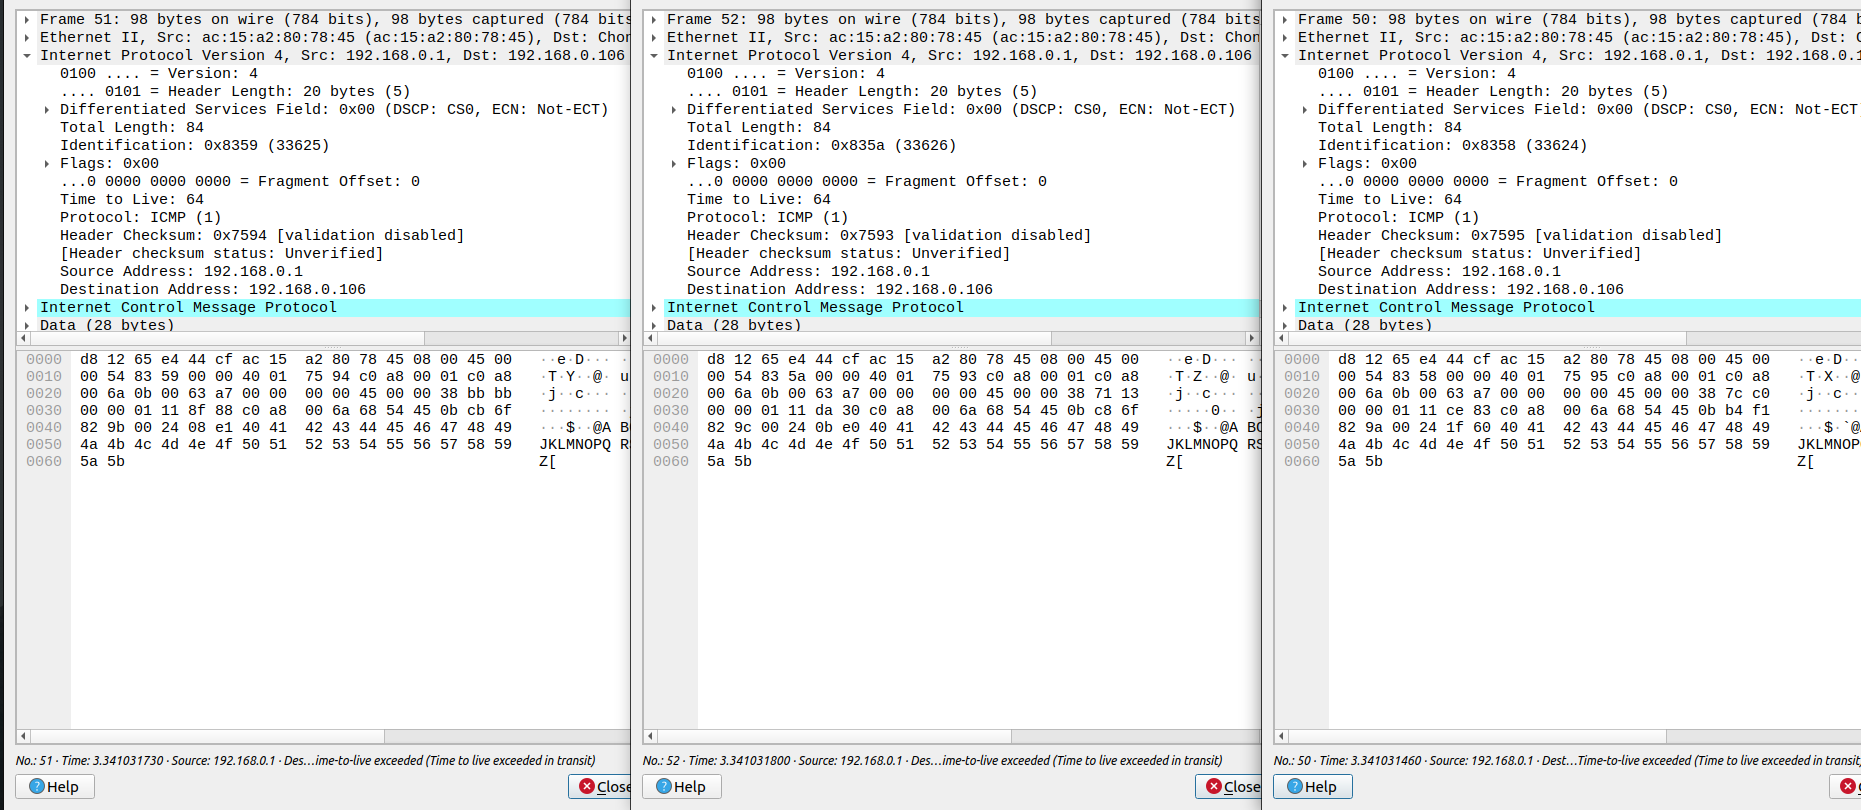 Frame 51: 98 bytes on wire (784 bits), 98 bytes captured (784 bits
Ethernet II, Src: ac:15:a2:80:78:45 (ac:15:a2:80:78:45), Dst: Chon
Internet Protocol Version 4, Src: 192.168.0.1, Dst: 192.168.0.106
0100 .... = Version: 4
.... 0101 = Header Length: 20 bytes (5)
Differentiated Services Field: 0x00 (DSCP: CS0, ECN: Not-ECT)
Total Length: 84
Identification: 0x8359 (33625)
Flags: 0x00
...0 0000 0000 0000 = Fragment Offset: 0
Time to Live: 64
Protocol: ICMP (1)
Header Checksum: 0x7594 [validation disabled]
[Header checksum status: Unverified]
Source Address: 192.168.0.1
Destination Address: 192.168.0.106
Internet Control Message Protocol
Data (28 bytes)
0000 d8 12 65 e4 44 cf ac 15 a2 80 78 45 08 00 45 00 ··e·D··· ·
0010 00 54 83 59 00 00 40 01 75 94 c0 a8 00 01 c0 a8 ·T·Y··@· u
0020 00 6a 0b 00 63 a7 00 00 00 00 45 00 00 38 bb bb ·j··c··· ·
0030 00 00 01 11 8f 88 c0 a8 00 6a 68 54 45 0b cb 6f ········ ·
0040 82 9b 00 24 08 e1 40 41 42 43 44 45 46 47 48 49 ···$··@A BC
0050 4a 4b 4c 4d 4e 4f 50 51 52 53 54 55 56 57 58 59 JKLMNOPQ RS
0060 5a 5b Z[
No.: 51 · Time: 3.341031730 · Source: 192.168.0.1 · Des...ime-to-live exceeded (Time to live exceeded in transit)
Help
Close
Frame 52: 98 bytes on wire (784 bits), 98 bytes captured (784 bits
Ethernet II, Src: ac:15:a2:80:78:45 (ac:15:a2:80:78:45), Dst: Chon
Internet Protocol Version 4, Src: 192.168.0.1, Dst: 192.168.0.106
0100 .... = Version: 4
.... 0101 = Header Length: 20 bytes (5)
Differentiated Services Field: 0x00 (DSCP: CS0, ECN: Not-ECT)
Total Length: 84
Identification: 0x835a (33626)
Flags: 0x00
...0 0000 0000 0000 = Fragment Offset: 0
Time to Live: 64
Protocol: ICMP (1)
Header Checksum: 0x7593 [validation disabled]
[Header checksum status: Unverified]
Source Address: 192.168.0.1
Destination Address: 192.168.0.106
Internet Control Message Protocol
Data (28 bytes)
0000 d8 12 65 e4 44 cf ac 15 a2 80 78 45 08 00 45 00 ··e·D··· ··
0010 00 54 83 5a 00 00 40 01 75 93 c0 a8 00 01 c0 a8 ·T·Z··@· u·
0020 00 6a 0b 00 63 a7 00 00 00 00 45 00 00 38 71 13 ·j··c··· ··
0030 00 00 01 11 da 30 c0 a8 00 6a 68 54 45 0b c8 6f ·····0·· ·j
0040 82 9c 00 24 0b e0 40 41 42 43 44 45 46 47 48 49 ···$··@A BC
0050 4a 4b 4c 4d 4e 4f 50 51 52 53 54 55 56 57 58 59 JKLMNOPQ RS
0060 5a 5b Z[
No.: 52 · Time: 3.341031800 · Source: 192.168.0.1 · Des...ime-to-live exceeded (Time to live exceeded in transit)
Help
Close
Frame 50: 98 bytes on wire (784 bits), 98 bytes captured (784 b
Ethernet II, Src: ac:15:a2:80:78:45 (ac:15:a2:80:78:45), Dst: C
Internet Protocol Version 4, Src: 192.168.0.1, Dst: 192.168.0.1
0100 .... = Version: 4
.... 0101 = Header Length: 20 bytes (5)
Differentiated Services Field: 0x00 (DSCP: CS0, ECN: Not-ECT
Total Length: 84
Identification: 0x8358 (33624)
Flags: 0x00
...0 0000 0000 0000 = Fragment Offset: 0
Time to Live: 64
Protocol: ICMP (1)
Header Checksum: 0x7595 [validation disabled]
[Header checksum status: Unverified]
Source Address: 192.168.0.1
Destination Address: 192.168.0.106
Internet Control Message Protocol
Data (28 bytes)
0000 d8 12 65 e4 44 cf ac 15 a2 80 78 45 08 00 45 00 ··e·D··
0010 00 54 83 58 00 00 40 01 75 95 c0 a8 00 01 c0 a8 ·T·X··@
0020 00 6a 0b 00 63 a7 00 00 00 00 45 00 00 38 7c c0 ·j··c··
0030 00 00 01 11 ce 83 c0 a8 00 6a 68 54 45 0b b4 f1 ·······
0040 82 9a 00 24 1f 60 40 41 42 43 44 45 46 47 48 49 ···$·`@
0050 4a 4b 4c 4d 4e 4f 50 51 52 53 54 55 56 57 58 59 JKLMNOP
0060 5a 5b Z[
No.: 50 · Time: 3.341031460 · Source: 192.168.0.1 · Dest...Time-to-live exceeded (Time to live exceeded in transit
Help